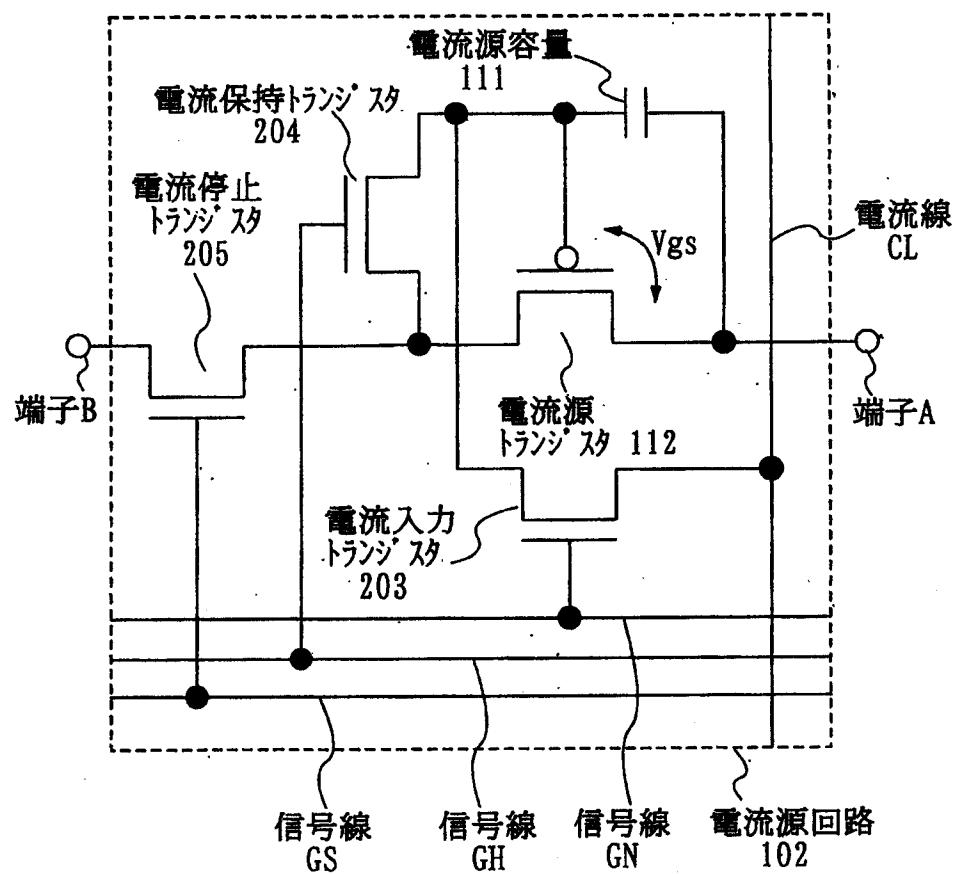 電流源容量
111
電流保持トランジスタ
204
電流停止
トランジスタ
205
Vgs
電流線
CL
端子B
端子A
電流源
トランジスタ 112
電流入力
トランジスタ
203
信号線
GS
信号線
GH
信号線
GN
電流源回路
102